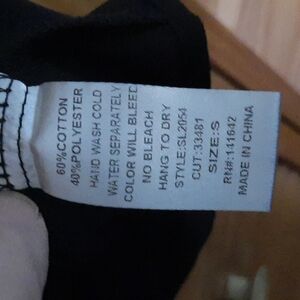 60%COTTON
40%POLYESTER
HAND WASH COLD
WATER SEPARATELY
COLOR WILL BLEED
NO BLEACH
HANG TO DRY
STYLE:SL2054
CUT:33481
SIZE:S
RN#:141642
MADE IN CHINA